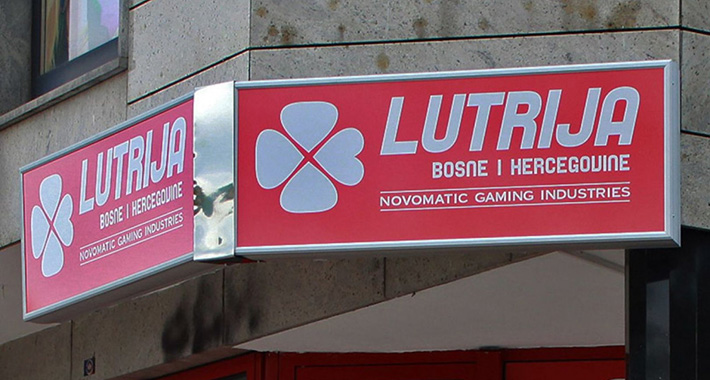 LUTRIJA
BOSNE I HERCEGOVINE
NOVOMATIC GAMING INDUSTRIES
LUTRIJA
BOSNE I HERCEGOVINE
NOVOMATIC GAMING INDUSTRIES